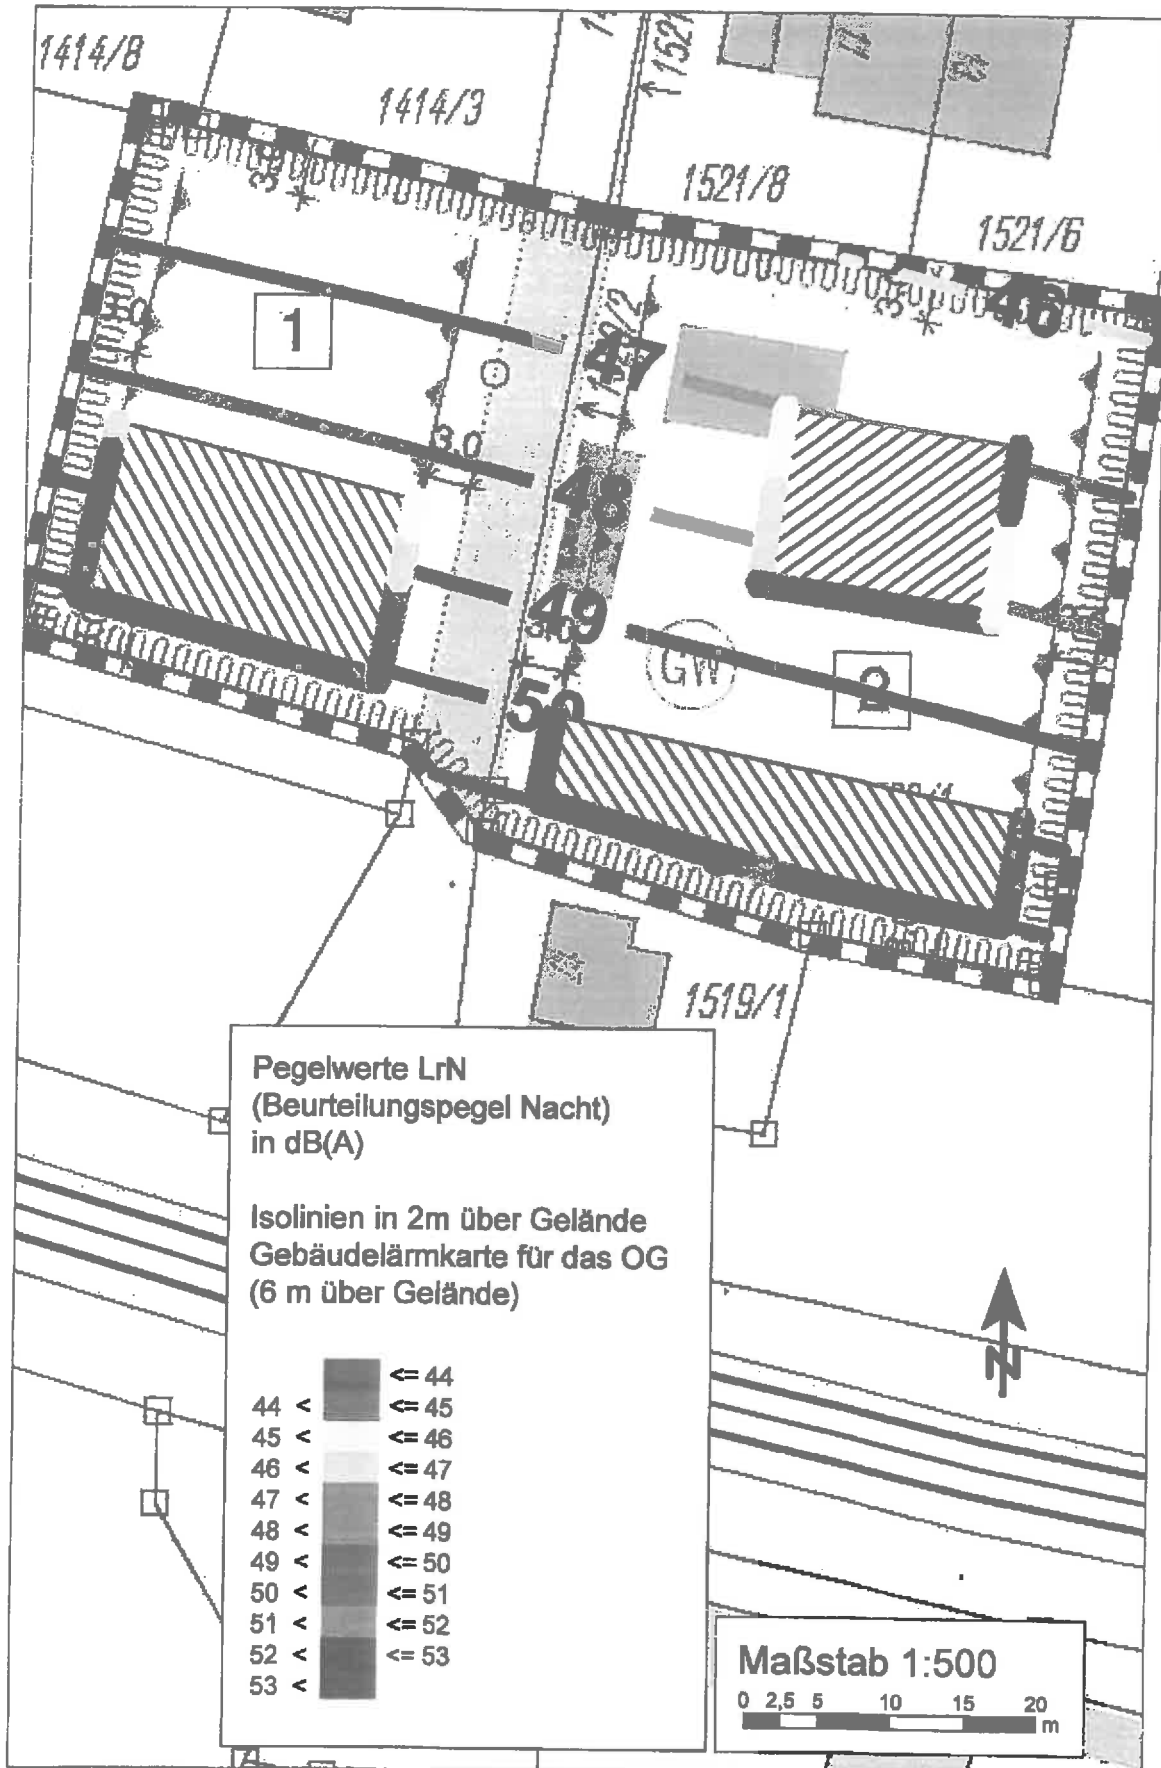 1414/8
1414/3
1521/8
1521/6
46
1
47
3.0
48
49
50
GW
2
1519/1
Pegelwerte LrN
(Beurteilungspegel Nacht)
in dB(A)
Isolinien in 2m über Gelände
Gebäudelärmkarte für das OG
(6 m über Gelände)
<= 44
44 < <= 45
45 < <= 46
46 < <= 47
47 < <= 48
48 < <= 49
49 < <= 50
50 < <= 51
51 < <= 52
52 < <= 53
53 <
N
Maßstab 1:500
0 2,5 5 10 15 20
m